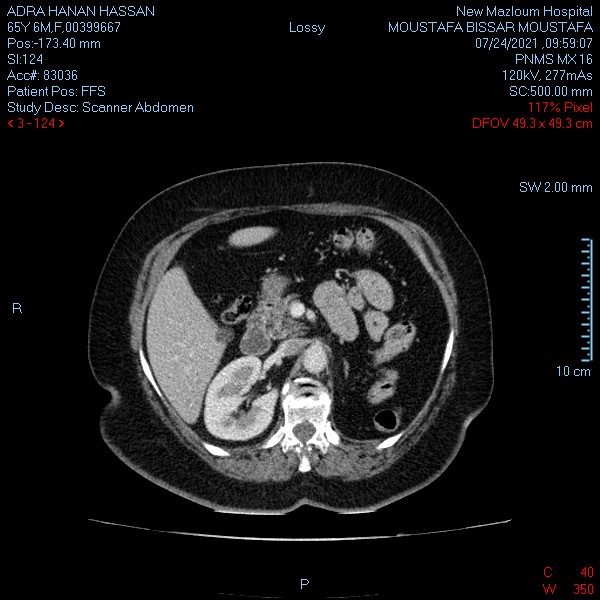 ADRA HANAN HASSAN
65Y 6M,F,00399667
Pos:-173.40 mm
SI:124
Acc#: 83036
Patient Pos: FFS
Study Desc: Scanner Abdomen
< 3 - 124 >
Lossy
New Mazloum Hospital
MOUSTAFA BISSAR MOUSTAFA
07/24/2021 ,09:59:07
PNMS MX 16
120kV, 277mAs
SC:500.00 mm
117% Pixel
DFOV 49.3 x 49.3 cm
SW 2.00 mm
R
10 cm
P
C 40
W 350